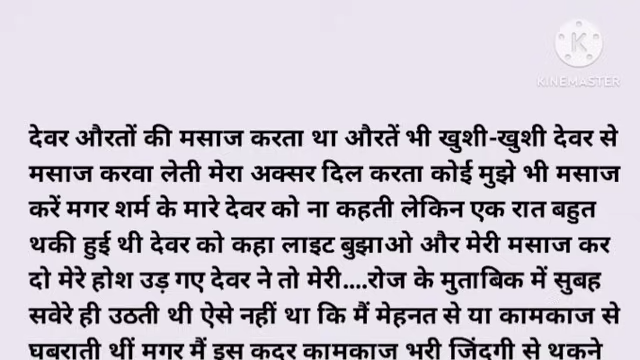 K
KINEMASTER
देवर औरतों की मसाज करता था औरतें भी खुशी-खुशी देवर से
मसाज करवा लेती मेरा अक्सर दिल करता कोई मुझे भी मसाज
करें मगर शर्म के मारे देवर को ना कहती लेकिन एक रात बहुत
थकी हुई थी देवर को कहा लाइट बुझाओ और मेरी मसाज कर
दो मेरे होश उड़ गए देवर ने तो मेरी....रोज के मुताबिक में सुबह
सवेरे ही उठती थी ऐसे नहीं था कि मैं मेहनत से या कामकाज से
घबराती थीं मगर मैं इस कदर कामकाज भरी जिंदगी से थकने